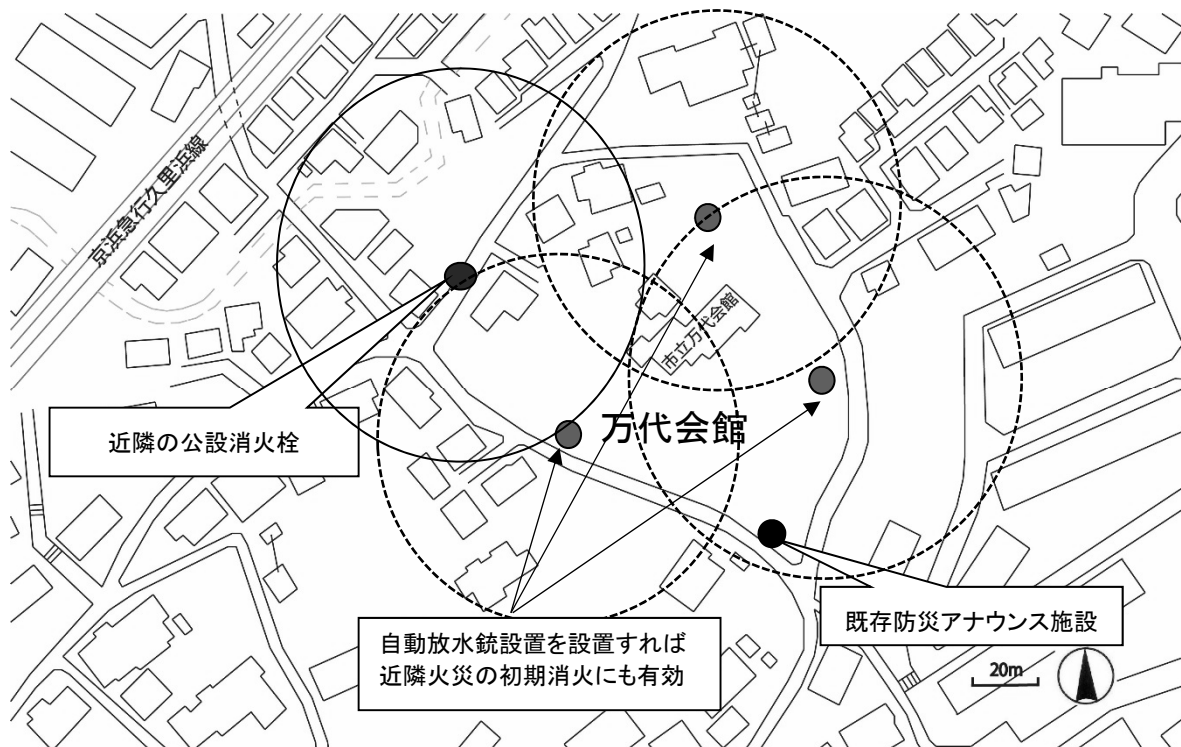 京浜急行久里浜線
市立万代会館
万代会館
近隣の公設消火栓
自動放水銃設置を設置すれば
近隣火災の初期消火にも有効
既存防災アナウンス施設
20m